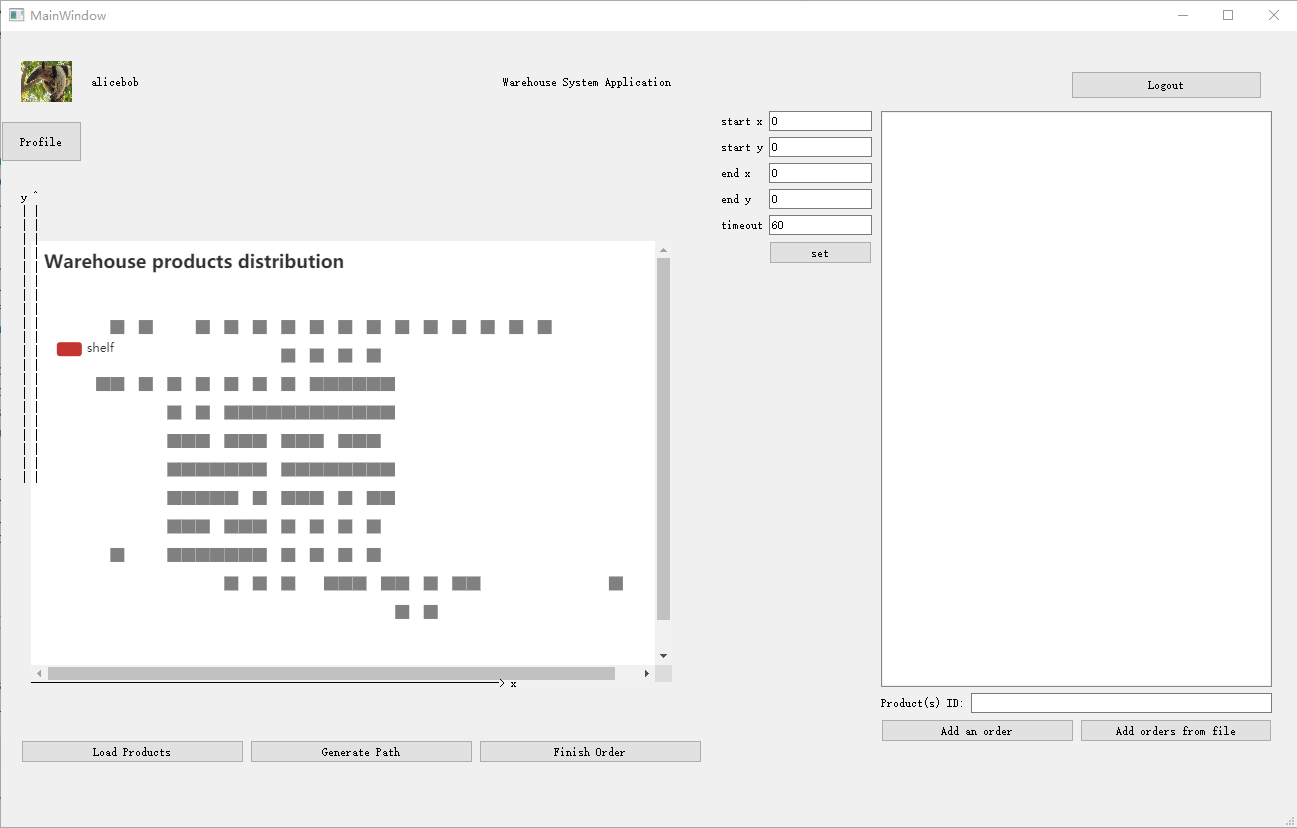 MainWindow
alicebob
Warehouse System Application
Logout
Profile
start x 0
start y 0
end x 0
end y 0
timeout 60
set
y ^
Warehouse products distribution
shelf
> x
Product(s) ID:
Add an order
Add orders from file
Load Products
Generate Path
Finish Order